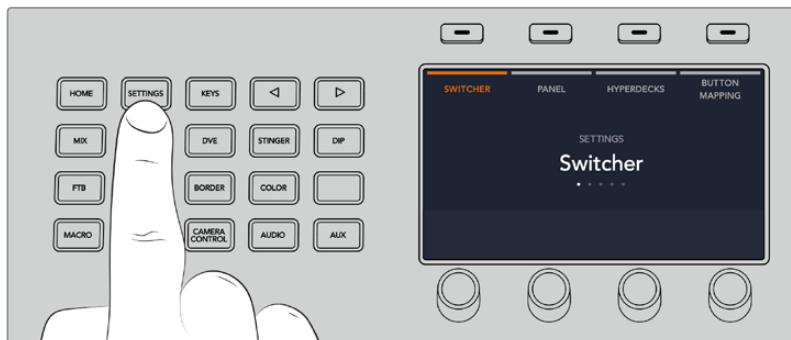 HOME
SETTINGS
KEYS
MIX
DVE
STINGER
DIP
FTB
BORDER
COLOR
MACRO
CAMERA
CONTROL
AUDIO
AUX
SWITCHER
PANEL
HYPERDECKS
BUTTON
MAPPING
SETTINGS
Switcher